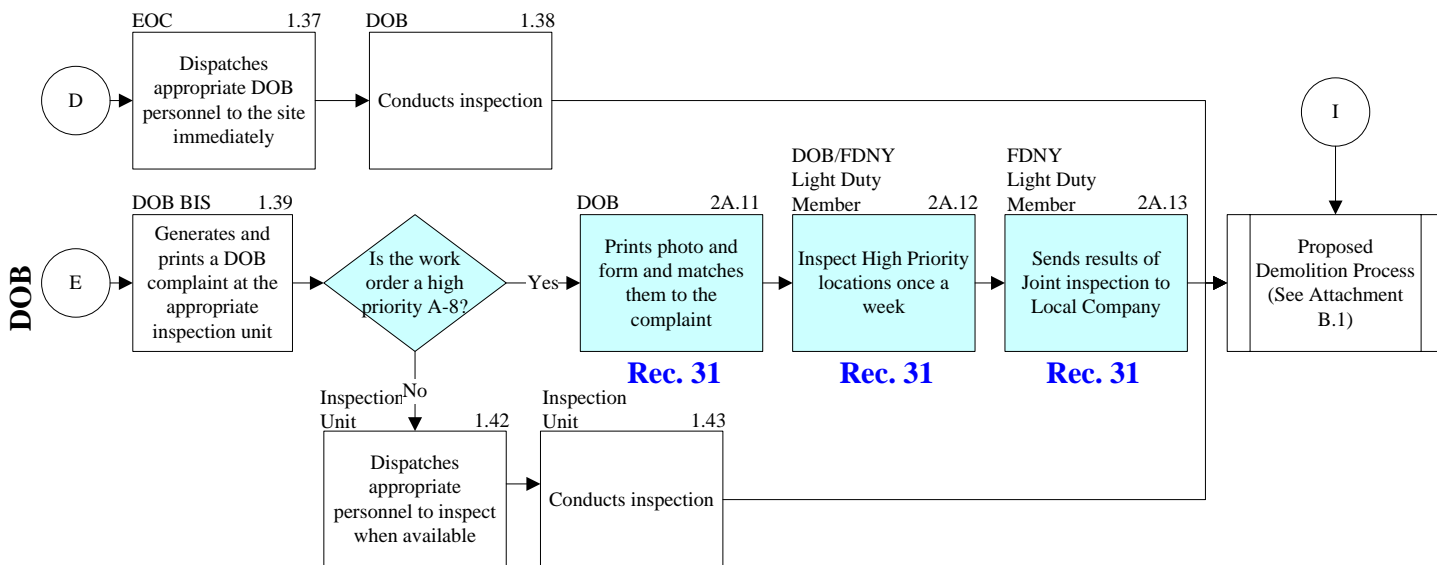 EOC 1.37
Dispatches
appropriate DOB
personnel to the site
immediately
DOB 1.38
Conducts inspection
D
I
DOB
E
DOB BIS 1.39
Generates and
prints a DOB
complaint at the
appropriate
inspection unit
Is the work
order a high
priority A-8?
Yes
No
DOB 2A.11
Prints photo and
form and matches
them to the
complaint
Rec. 31
DOB/FDNY
Light Duty
Member 2A.12
Inspect High Priority
locations once a
week
Rec. 31
FDNY
Light Duty
Member 2A.13
Sends results of
Joint inspection to
Local Company
Rec. 31
Proposed
Demolition Process
(See Attachment
B.1)
Inspection
Unit 1.42
Dispatches
appropriate
personnel to inspect
when available
Inspection
Unit 1.43
Conducts inspection